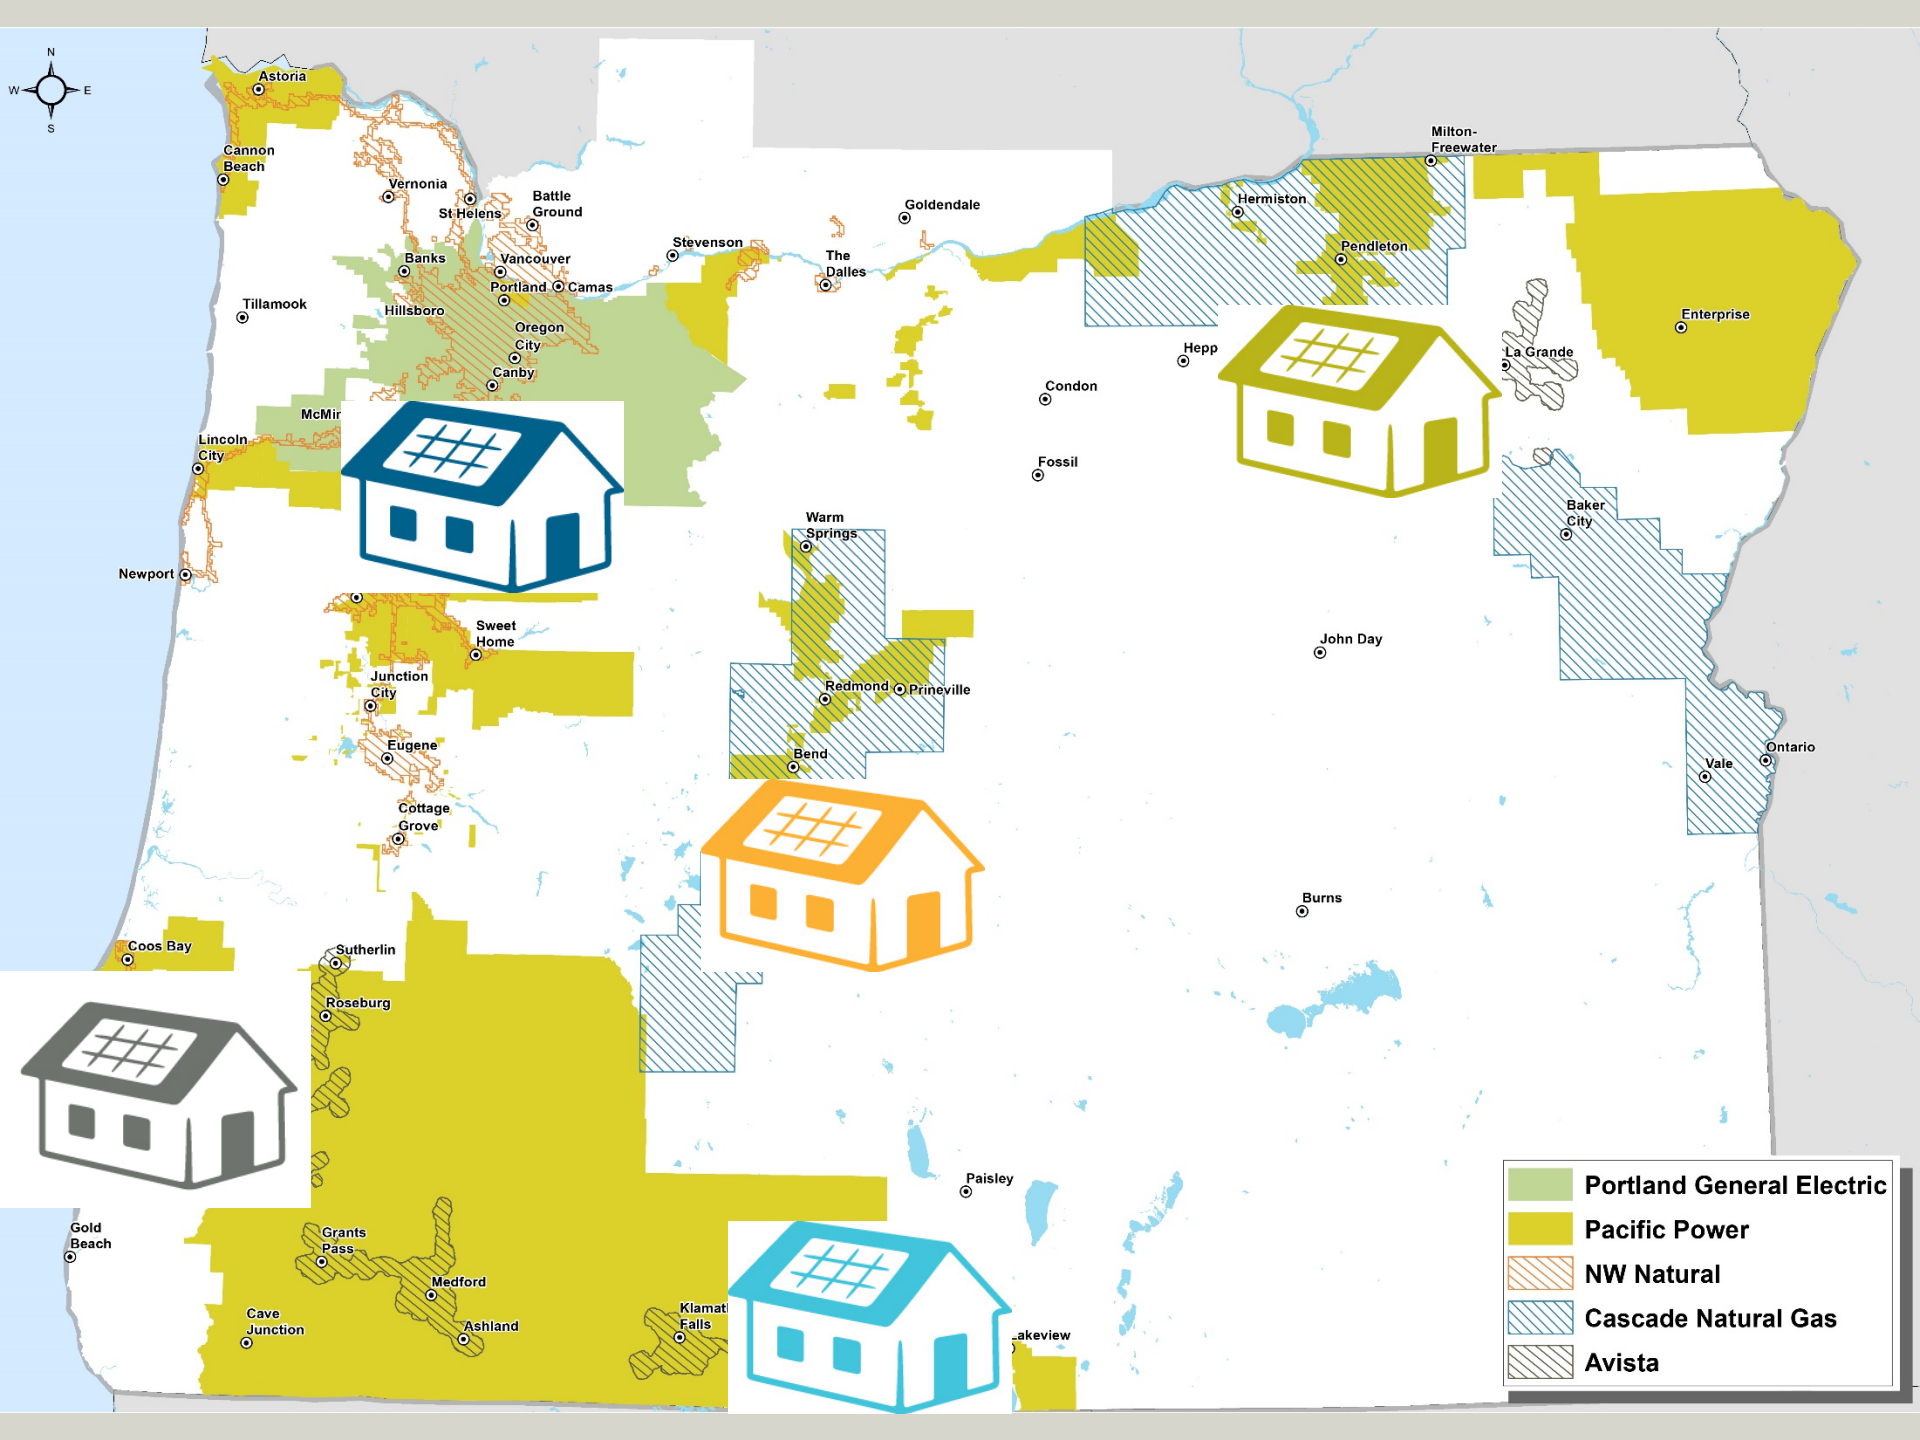 N
W
E
S
Astoria
Cannon
Beach
Vernonia
St Helens
Battle
Ground
Goldendale
Stevenson
Milton-
Freewater
Hermiston
Pendleton
Banks
Vancouver
The
Dalles
Portland
Camas
Tillamook
Hillsboro
Oregon
City
Canby
Hepp
La Grande
Enterprise
Condon
McMin
Lincoln
City
Fossil
Baker
City
Warm
Springs
Newport
Sweet
Home
John Day
Junction
City
Redmond
Prineville
Eugene
Bend
Ontario
Vale
Cottage
Grove
Burns
Coos Bay
Sutherlin
Roseburg
Paisley
Gold
Beach
Grants
Pass
Medford
Cave
Junction
Ashland
Klamat
Falls
Lakeview
Portland General Electric
Pacific Power
NW Natural
Cascade Natural Gas
Avista